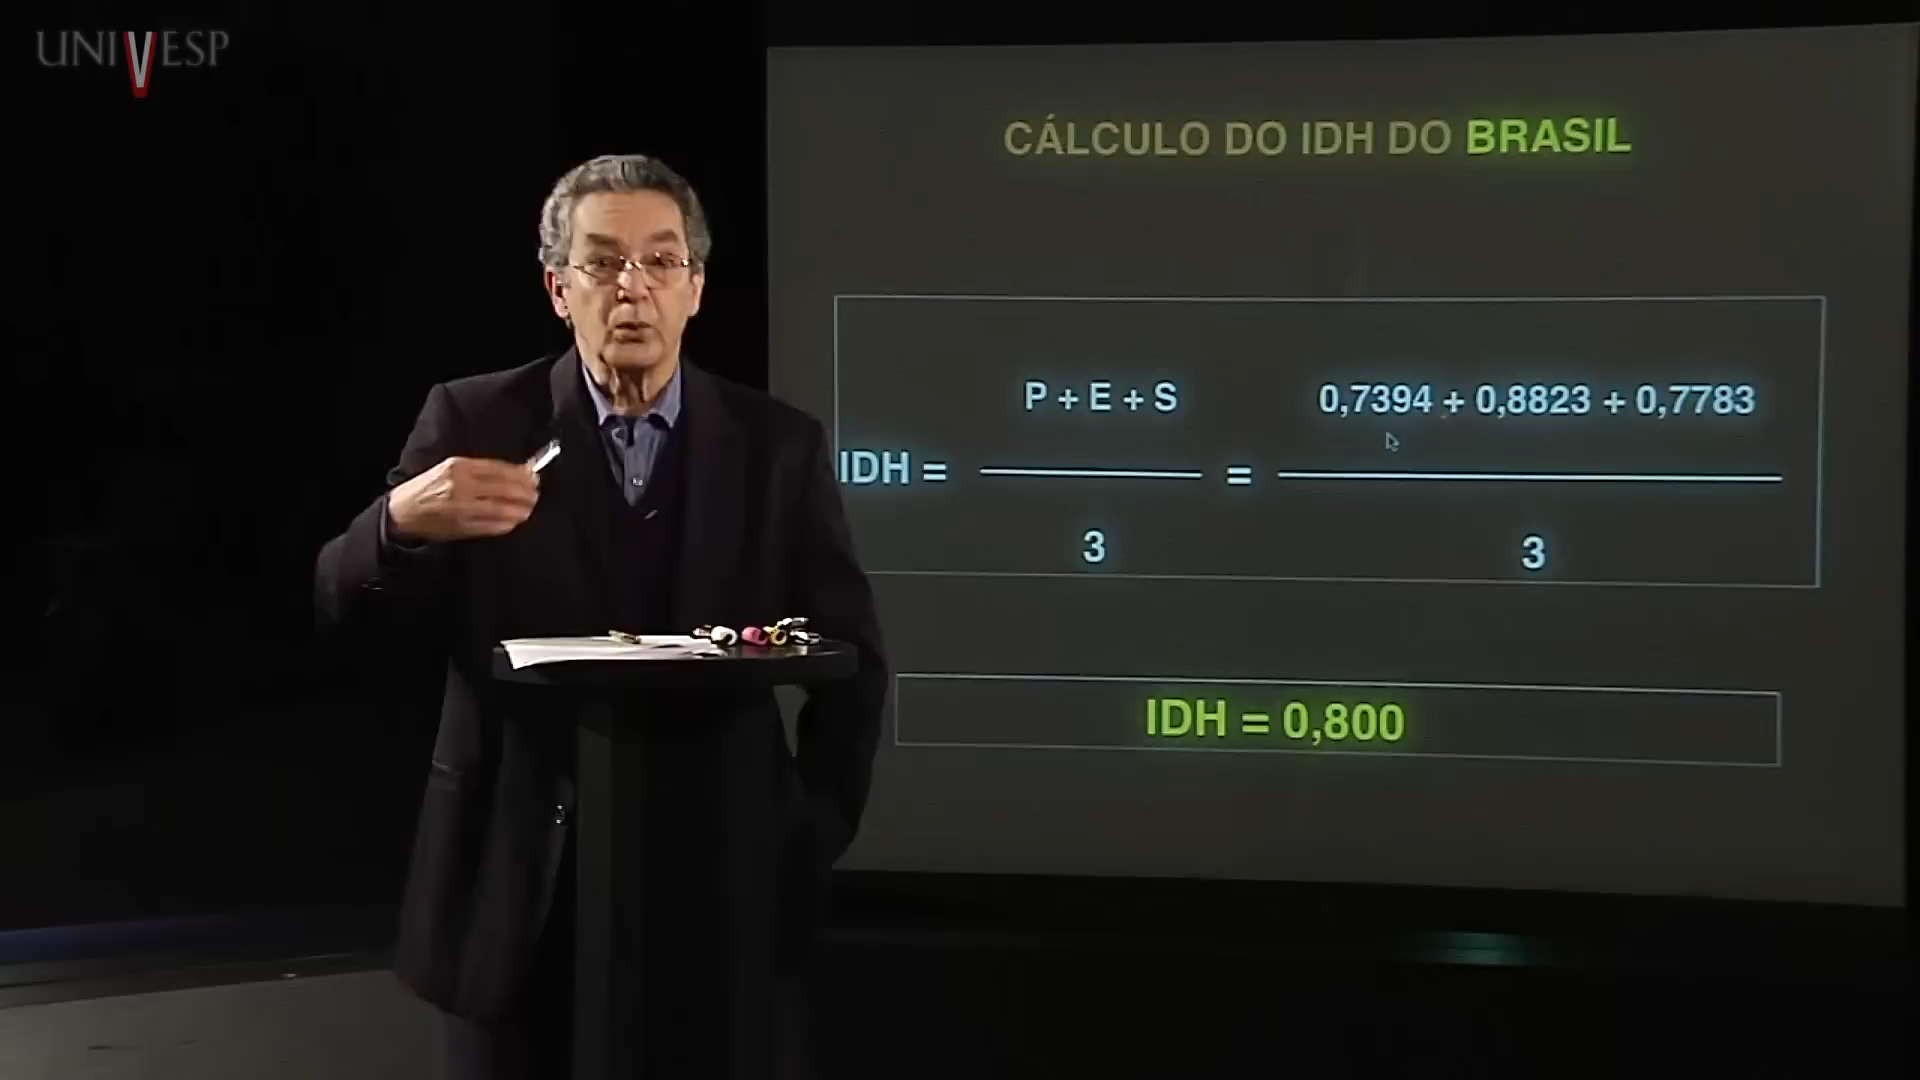 UNIVESP
CÁLCULO DO IDH DO BRASIL
P + E + S
0,7394 + 0,8823 + 0,7783
IDH =
=
3
3
IDH = 0,800